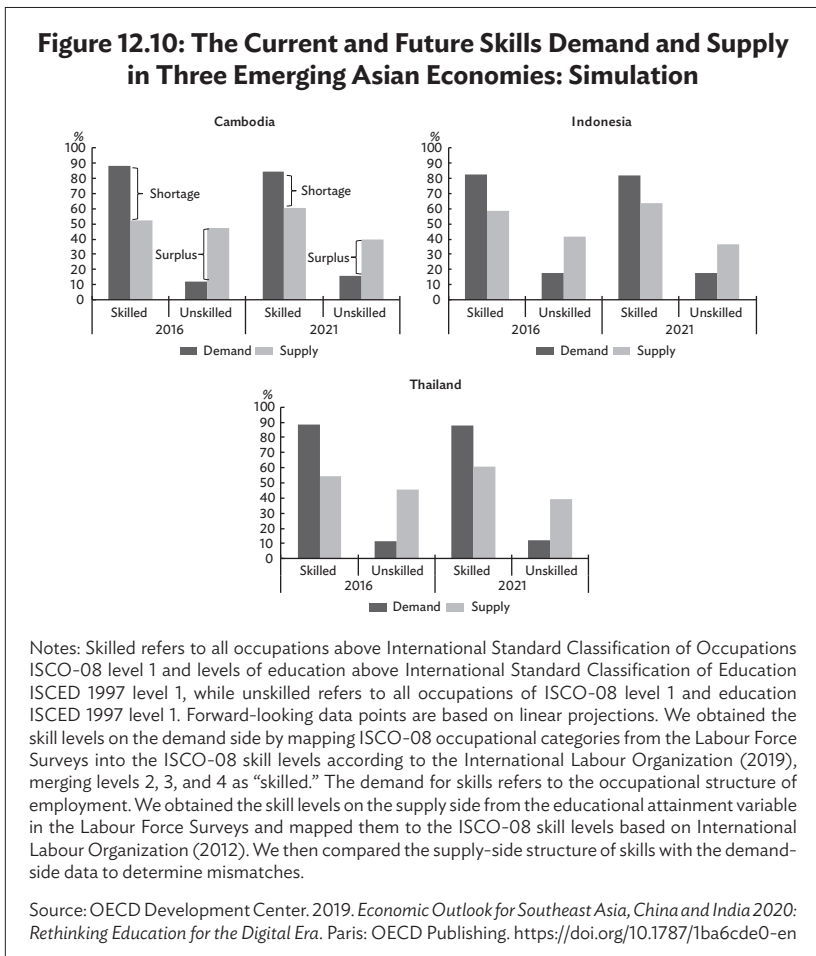 Figure 12.10: The Current and Future Skills Demand and Supply
in Three Emerging Asian Economies: Simulation
Cambodia
%
100
90
80
70
60
50
40
30
20
10
0
Shortage
Surplus
Shortage
Surplus
Skilled Unskilled Skilled Unskilled
2016 2021
Demand Supply
Indonesia
%
100
90
80
70
60
50
40
30
20
10
0
Skilled Unskilled Skilled Unskilled
2016 2021
Demand Supply
Thailand
%
100
90
80
70
60
50
40
30
20
10
0
Skilled Unskilled Skilled Unskilled
2016 2021
Demand Supply
Notes: Skilled refers to all occupations above International Standard Classification of Occupations
ISCO-08 level 1 and levels of education above International Standard Classification of Education
ISCED 1997 level 1, while unskilled refers to all occupations of ISCO-08 level 1 and education
ISCED 1997 level 1. Forward-looking data points are based on linear projections. We obtained the
skill levels on the demand side by mapping ISCO-08 occupational categories from the Labour Force
Surveys into the ISCO-08 skill levels according to the International Labour Organization (2019),
merging levels 2, 3, and 4 as “skilled.” The demand for skills refers to the occupational structure of
employment. We obtained the skill levels on the supply side from the educational attainment variable
in the Labour Force Surveys and mapped them to the ISCO-08 skill levels based on International
Labour Organization (2012). We then compared the supply-side structure of skills with the demand-
side data to determine mismatches.
Source: OECD Development Center. 2019. Economic Outlook for Southeast Asia, China and India 2020:
Rethinking Education for the Digital Era. Paris: OECD Publishing. https://doi.org/10.1787/1ba6cde0-en